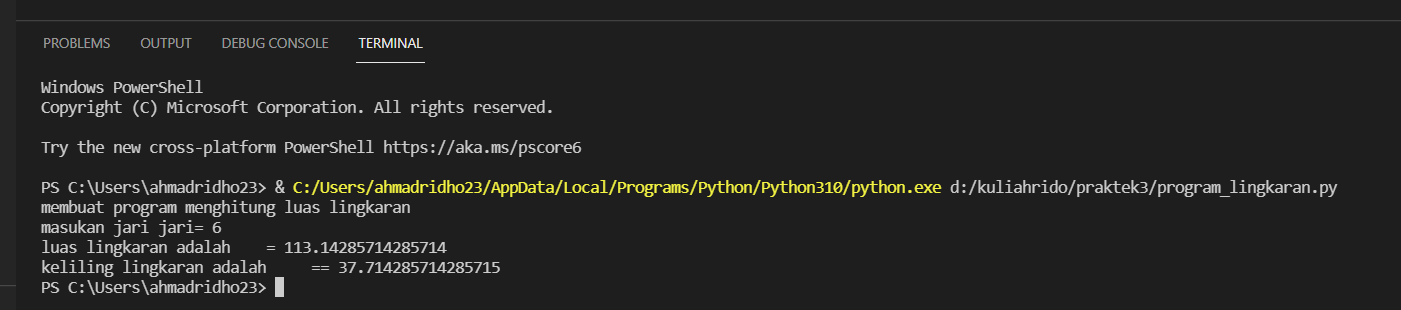 PROBLEMS OUTPUT DEBUG CONSOLE TERMINAL
Windows PowerShell
Copyright (C) Microsoft Corporation. All rights reserved.
Try the new cross-platform PowerShell https://aka.ms/pscore6
PS C:\Users\ahmadridho23> & C:/Users/ahmadridho23/AppData/Local/Programs/Python/Python310/python.exe d:/kuliahrido/praktek3/program_lingkaran.py
membuat program menghitung luas lingkaran
masukan jari jari= 6
luas lingkaran adalah    = 113.14285714285714
keliling lingkaran adalah     == 37.714285714285715
PS C:\Users\ahmadridho23>